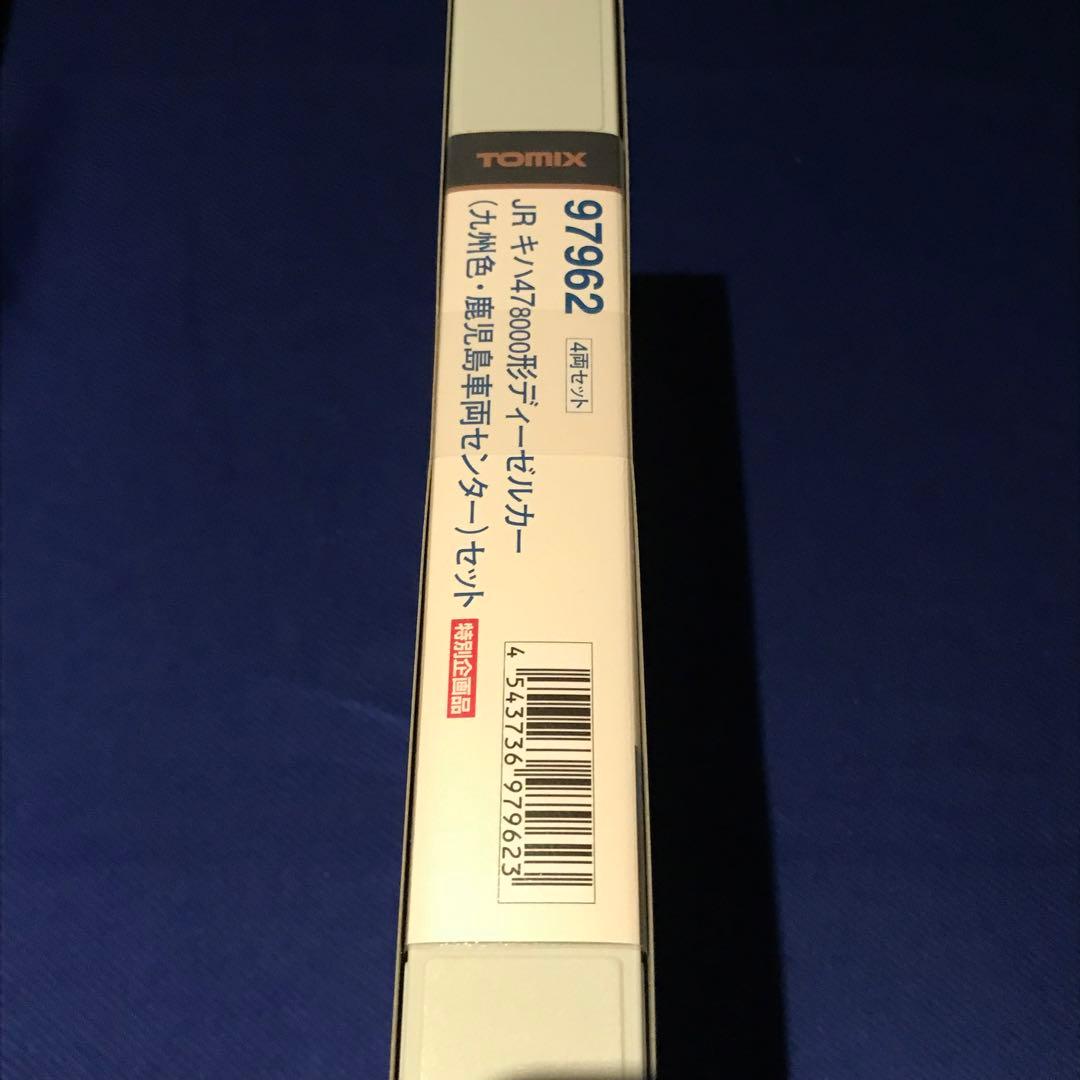 TOMIX
97962 4両セット
JR キハ478000形ディーゼルカー
(九州色・鹿児島車両センター)セット 特別企画品
4 543736 979623